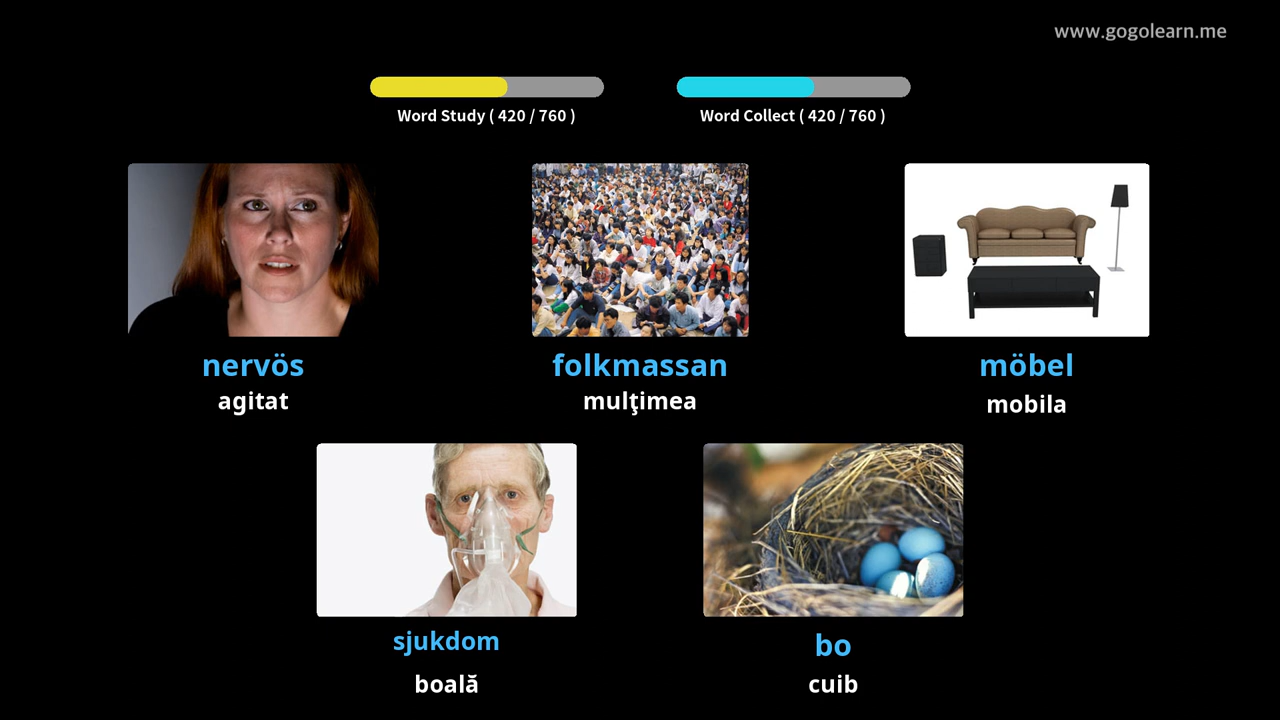 www.gogolearn.me
Word Study ( 420 / 760 )
Word Collect ( 420 / 760 )
nervös
folkmassan
möbel
agitat
mulţimea
mobila
sjukdom
bo
boală
cuib